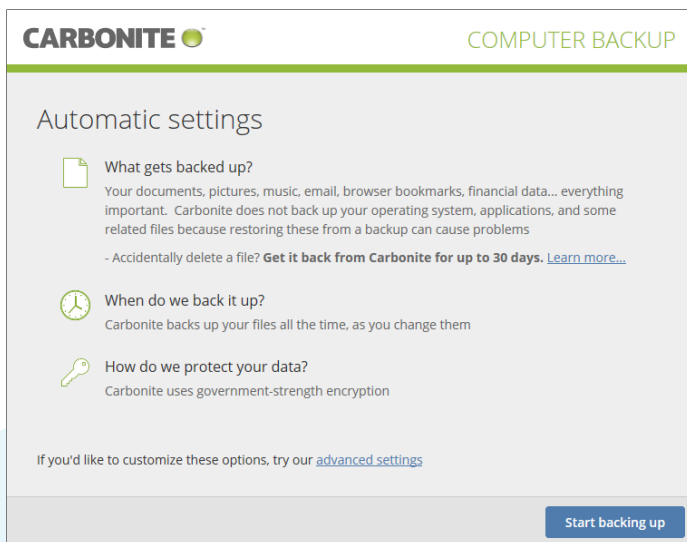 CARBONITE
COMPUTER BACKUP
Automatic settings
What gets backed up?
Your documents, pictures, music, email, browser bookmarks, financial data... everything
important.  Carbonite does not back up your operating system, applications, and some
related files because restoring these from a backup can cause problems
- Accidentally delete a file? Get it back from Carbonite for up to 30 days. Learn more...
When do we back it up?
Carbonite backs up your files all the time, as you change them
How do we protect your data?
Carbonite uses government-strength encryption
If you'd like to customize these options, try our advanced settings
Start backing up